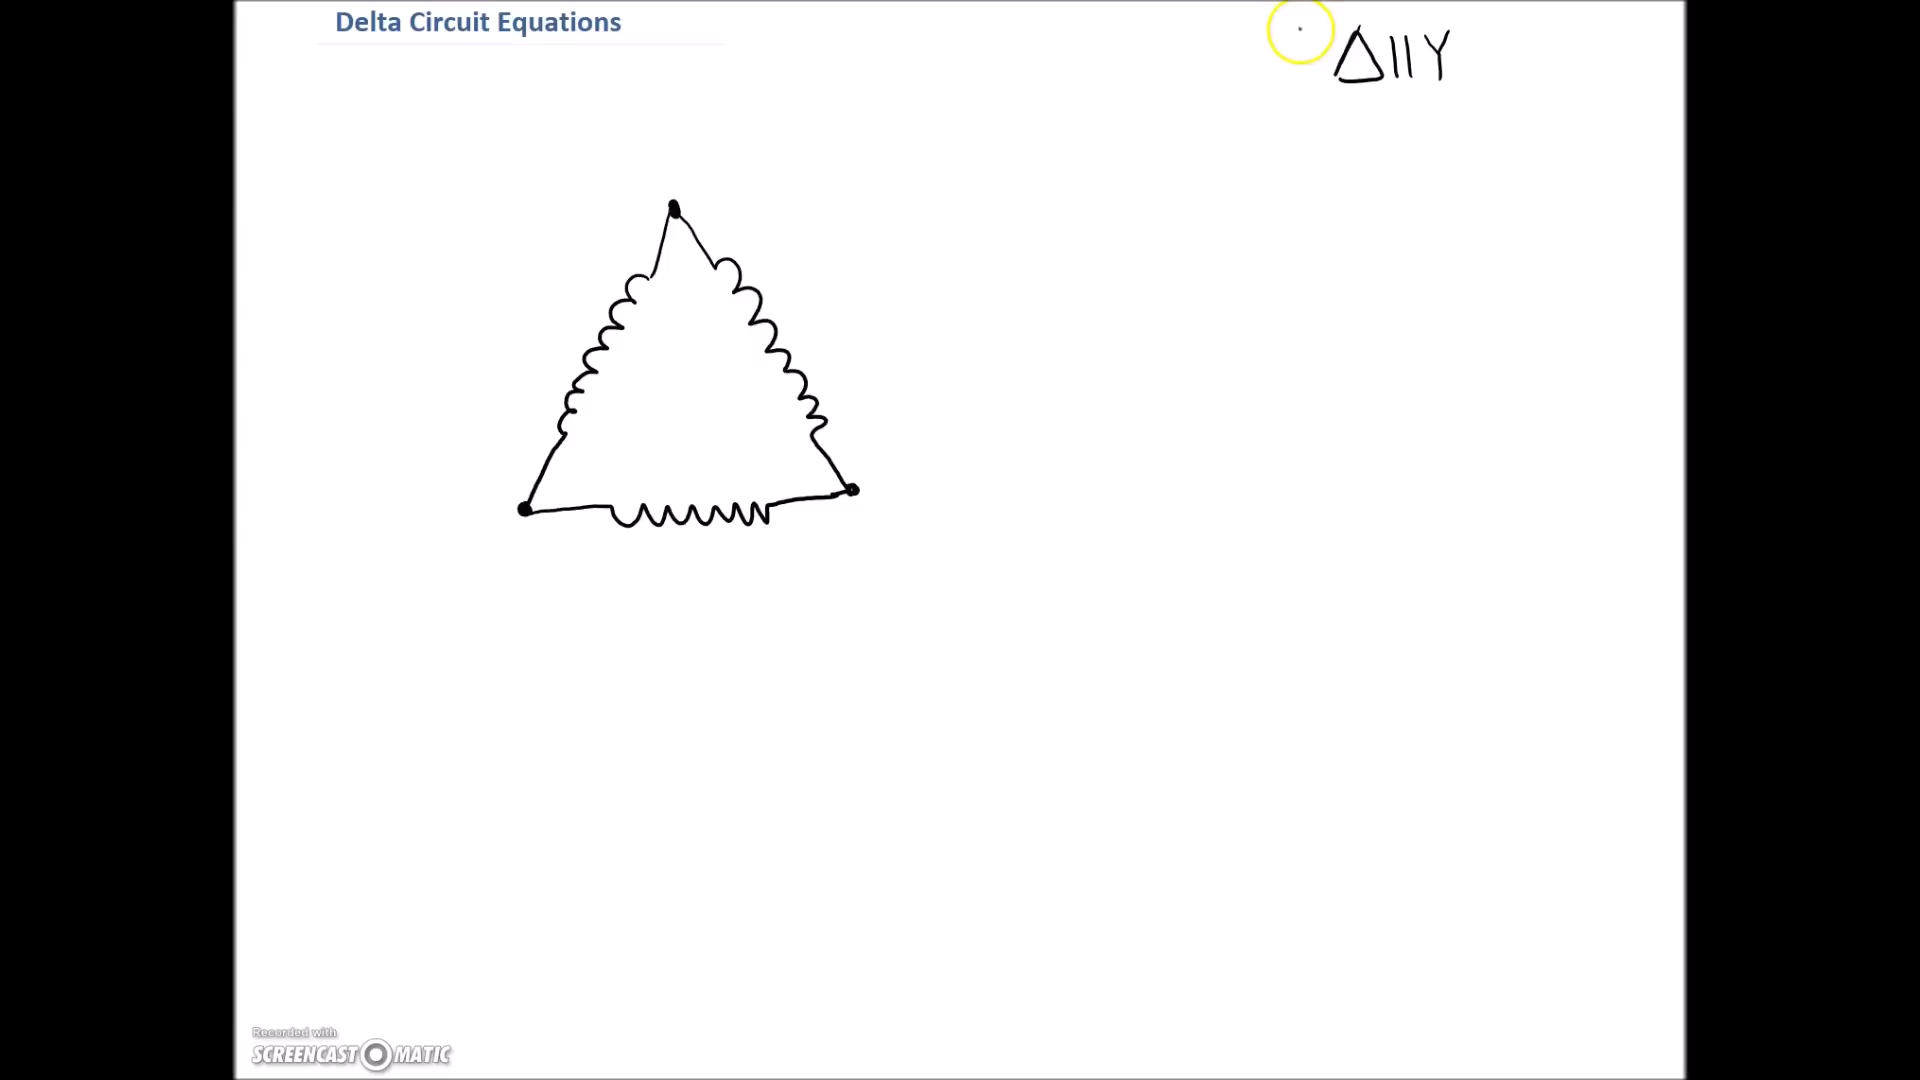 Delta Circuit Equations
Δ || Y
Recorded with
SCREENCAST MATIC